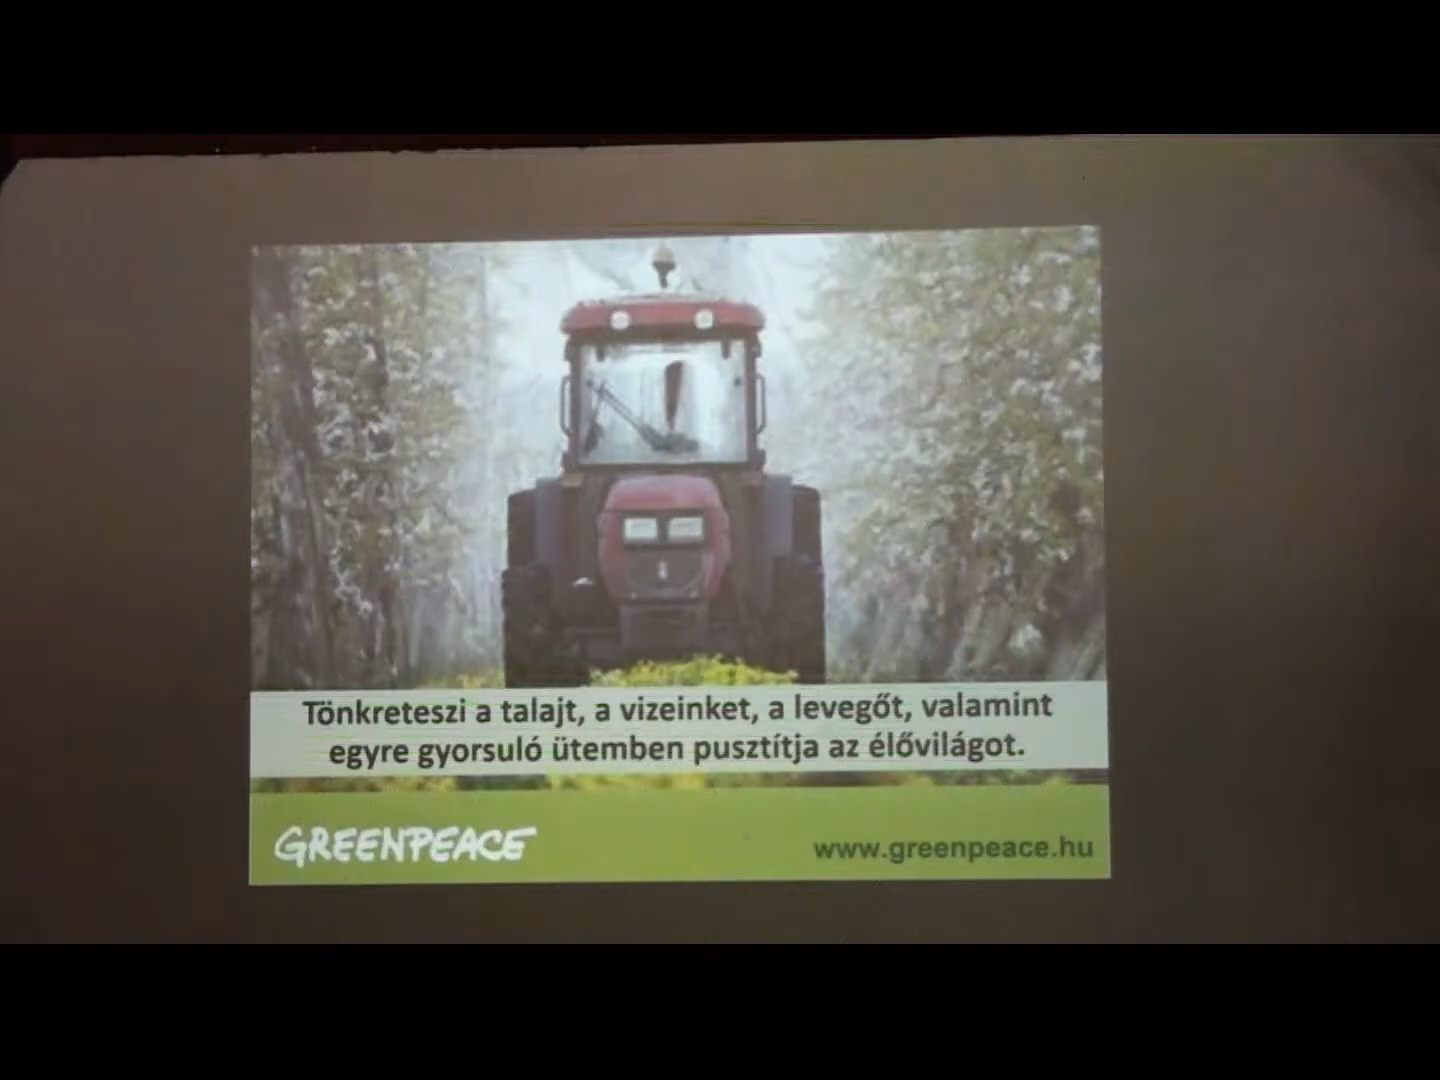 Tönkreteszi a talajt, a vizeinket, a levegőt, valamint
egyre gyorsuló ütemben pusztítja az élővilágot.
GREENPEACE
www.greenpeace.hu